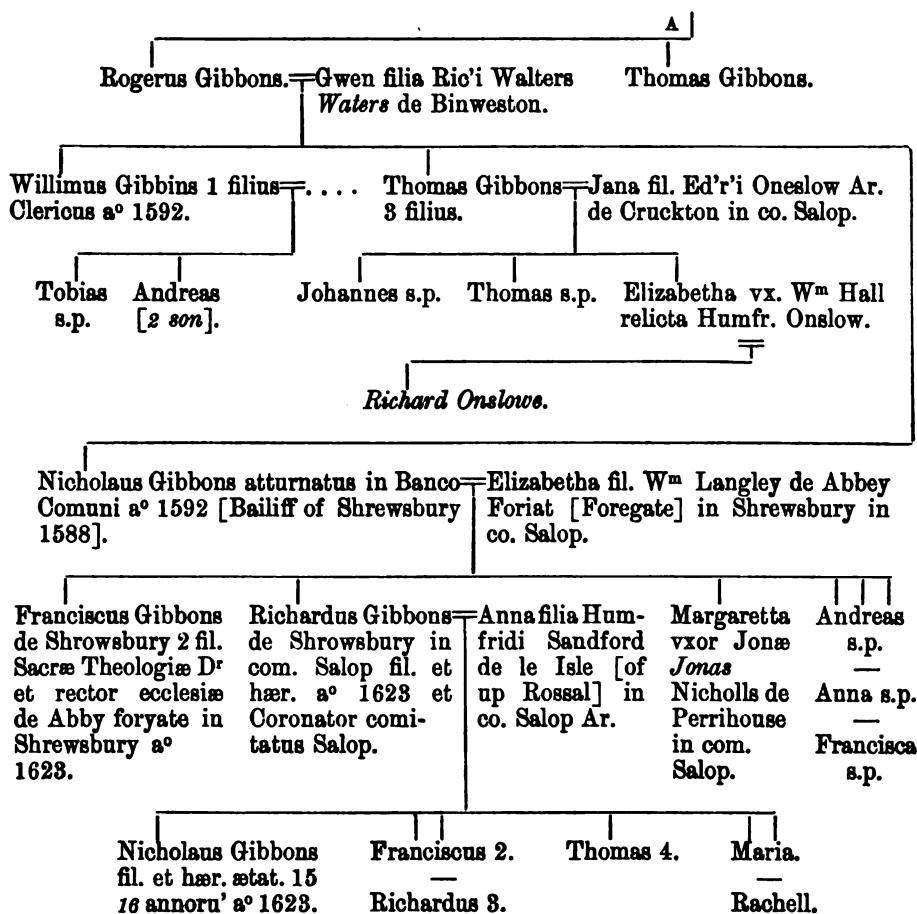 A
Rogerus Gibbons.
Gwen filia Ric'i Walters
Waters de Binweston.
Thomas Gibbons.
Willimus Gibbins 1 filius
Clericus aº 1592.
. . . .
Thomas Gibbons
3 filius.
Jana fil. Ed'r'i Oneslow Ar.
de Cruckton in co. Salop.
Tobias
s.p.
Andreas
[2 son].
Johannes s.p.
Thomas s.p.
Elizabetha vx. Wᵐ Hall
relicta Humfr. Onslow.
Richard Onslowe.
Nicholaus Gibbons atturnatus in Banco
Comuni aº 1592 [Bailiff of Shrewsbury
1588].
Elizabetha fil. Wᵐ Langley de Abbey
Foriat [Foregate] in Shrewsbury in
co. Salop.
Franciscus Gibbons
de Shrowsbury 2 fil.
Sacræ Theologiæ Dʳ
et rector ecclesiæ
de Abby foryate in
Shrewsbury aº
1623.
Richardus Gibbons
de Shrowsbury in
com. Salop fil. et
hær. aº 1623 et
Coronator comi-
tatus Salop.
Anna filia Hum-
fridi Sandford
de le Isle [of
up Rossal] in
co. Salop Ar.
Margaretta
vxor Jonæ
Jonas
Nicholls de
Perrihouse
in com.
Salop.
Andreas
s.p.
—
Anna s.p.
—
Francisca
s.p.
Nicholaus Gibbons
fil. et hær. ætat. 15
16 annoru' aº 1623.
Franciscus 2.
—
Richardus 3.
Thomas 4.
Maria.
—
Rachell.